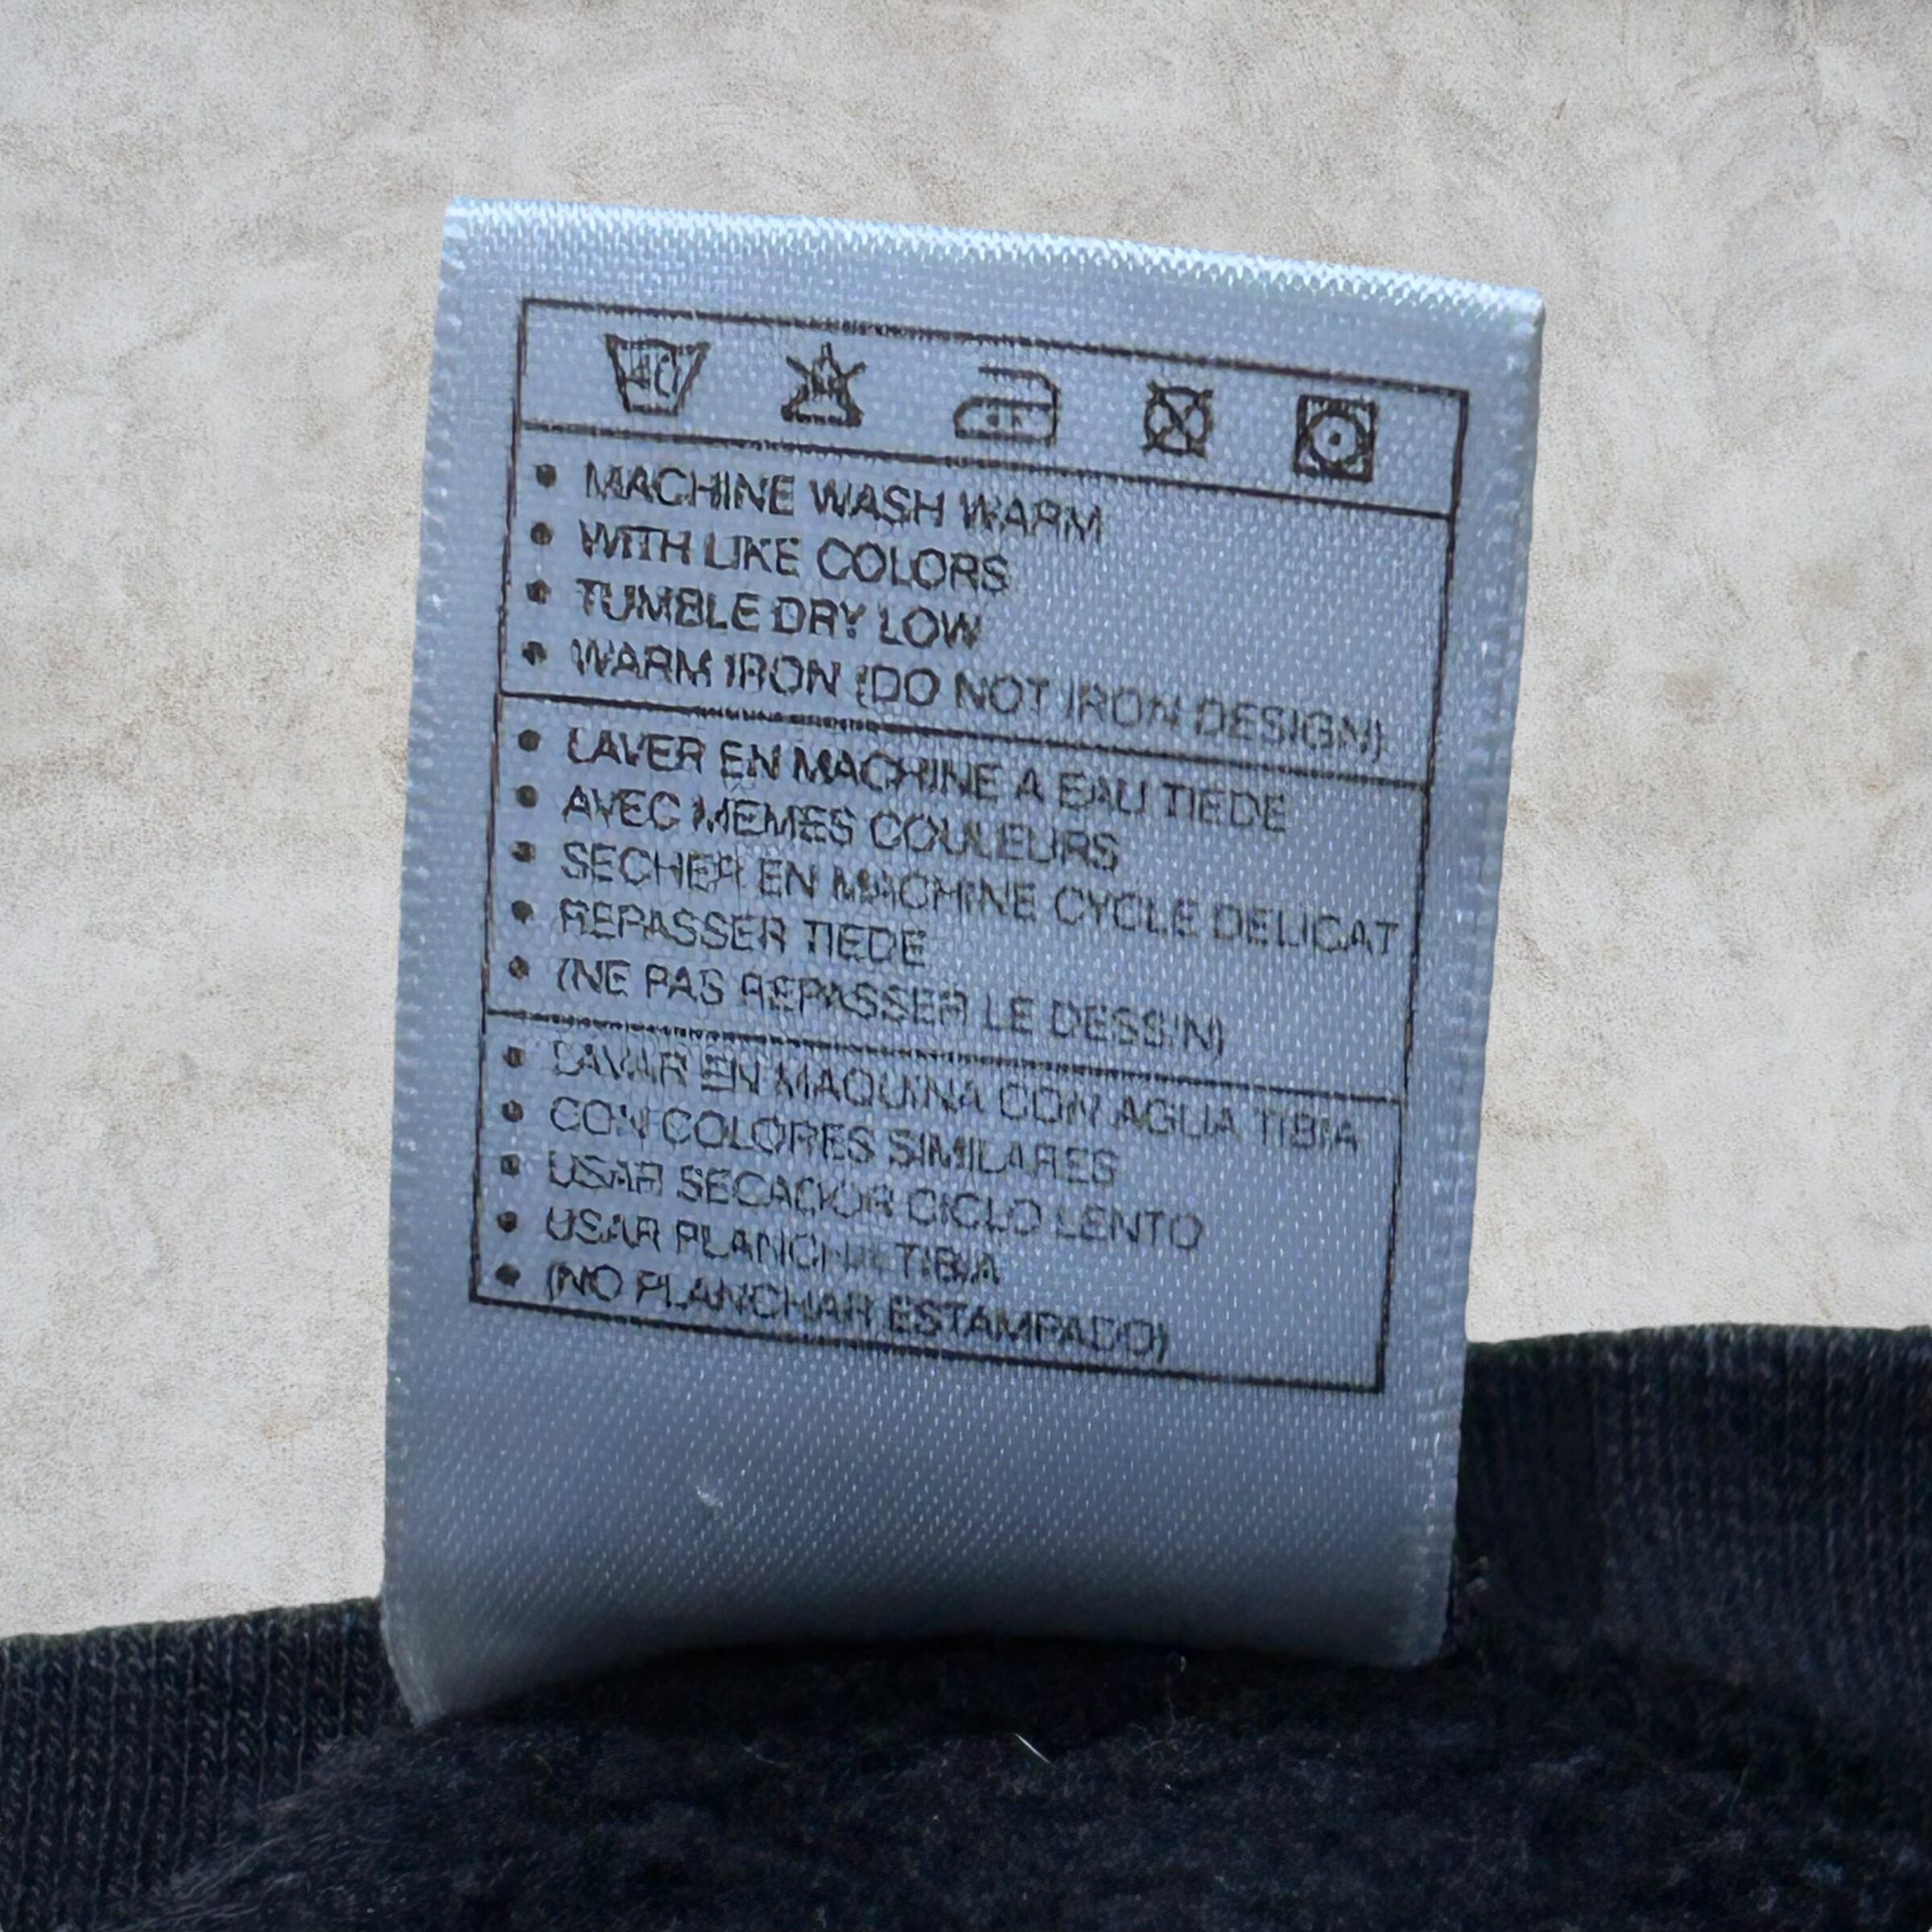 40
MACHINE WASH WARM
WITH LIKE COLORS
TUMBLE DRY LOW
WARM IRON (DO NOT IRON DESIGN)
LAVER EN MACHINE A EAU TIEDE
AVEC MEMES COULEURS
SECHER EN MACHINE CYCLE DELICAT
REPASSER TIEDE
(NE PAS REPASSER LE DESSIN)
LAVAR EN MAQUINA CON AGUA TIBIA
CON COLORES SIMILARES
USAR SECADOR CICLO LENTO
USAR PLANCHA TIBIA
(NO PLANCHAR ESTAMPADO)